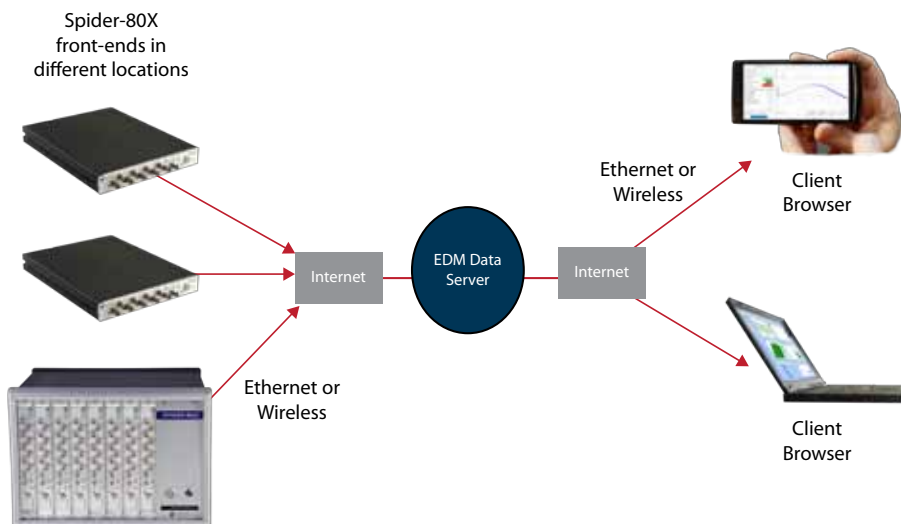 Spider-80X
front-ends in
different locations
Internet
Ethernet or
Wireless
EDM Data
Server
Internet
Ethernet or
Wireless
Client
Browser
Client
Browser